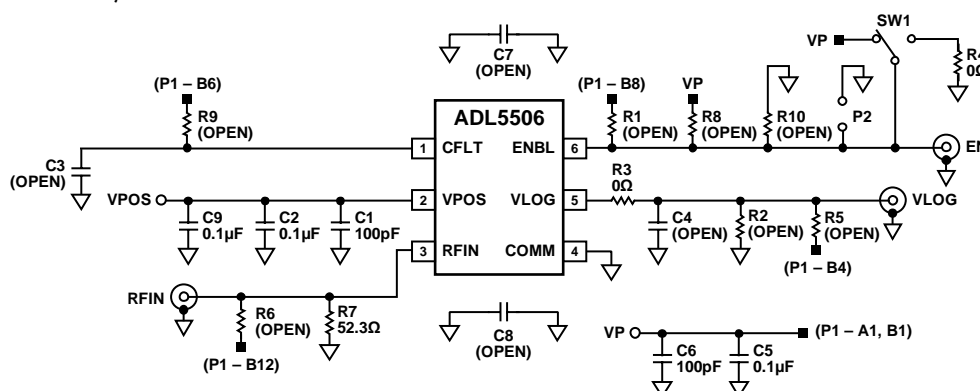 C7
(OPEN)
SW1
VP
R4
0Ω
(P1 – B6)
R9
(OPEN)
C3
(OPEN)
(P1 – B8)
R1
(OPEN)
VP
R8
(OPEN)
R10
(OPEN)
P2
ADL5506
1 CFLT
ENBL 6
2 VPOS
VLOG 5
3 RFIN
COMM 4
VPOS
C9
0.1µF
C2
0.1µF
C1
100pF
R3
0Ω
VLOG
C4
(OPEN)
R2
(OPEN)
R5
(OPEN)
(P1 – B4)
RFIN
R6
(OPEN)
(P1 – B12)
R7
52.3Ω
C8
(OPEN)
VP
(P1 – A1, B1)
C6
100pF
C5
0.1µF